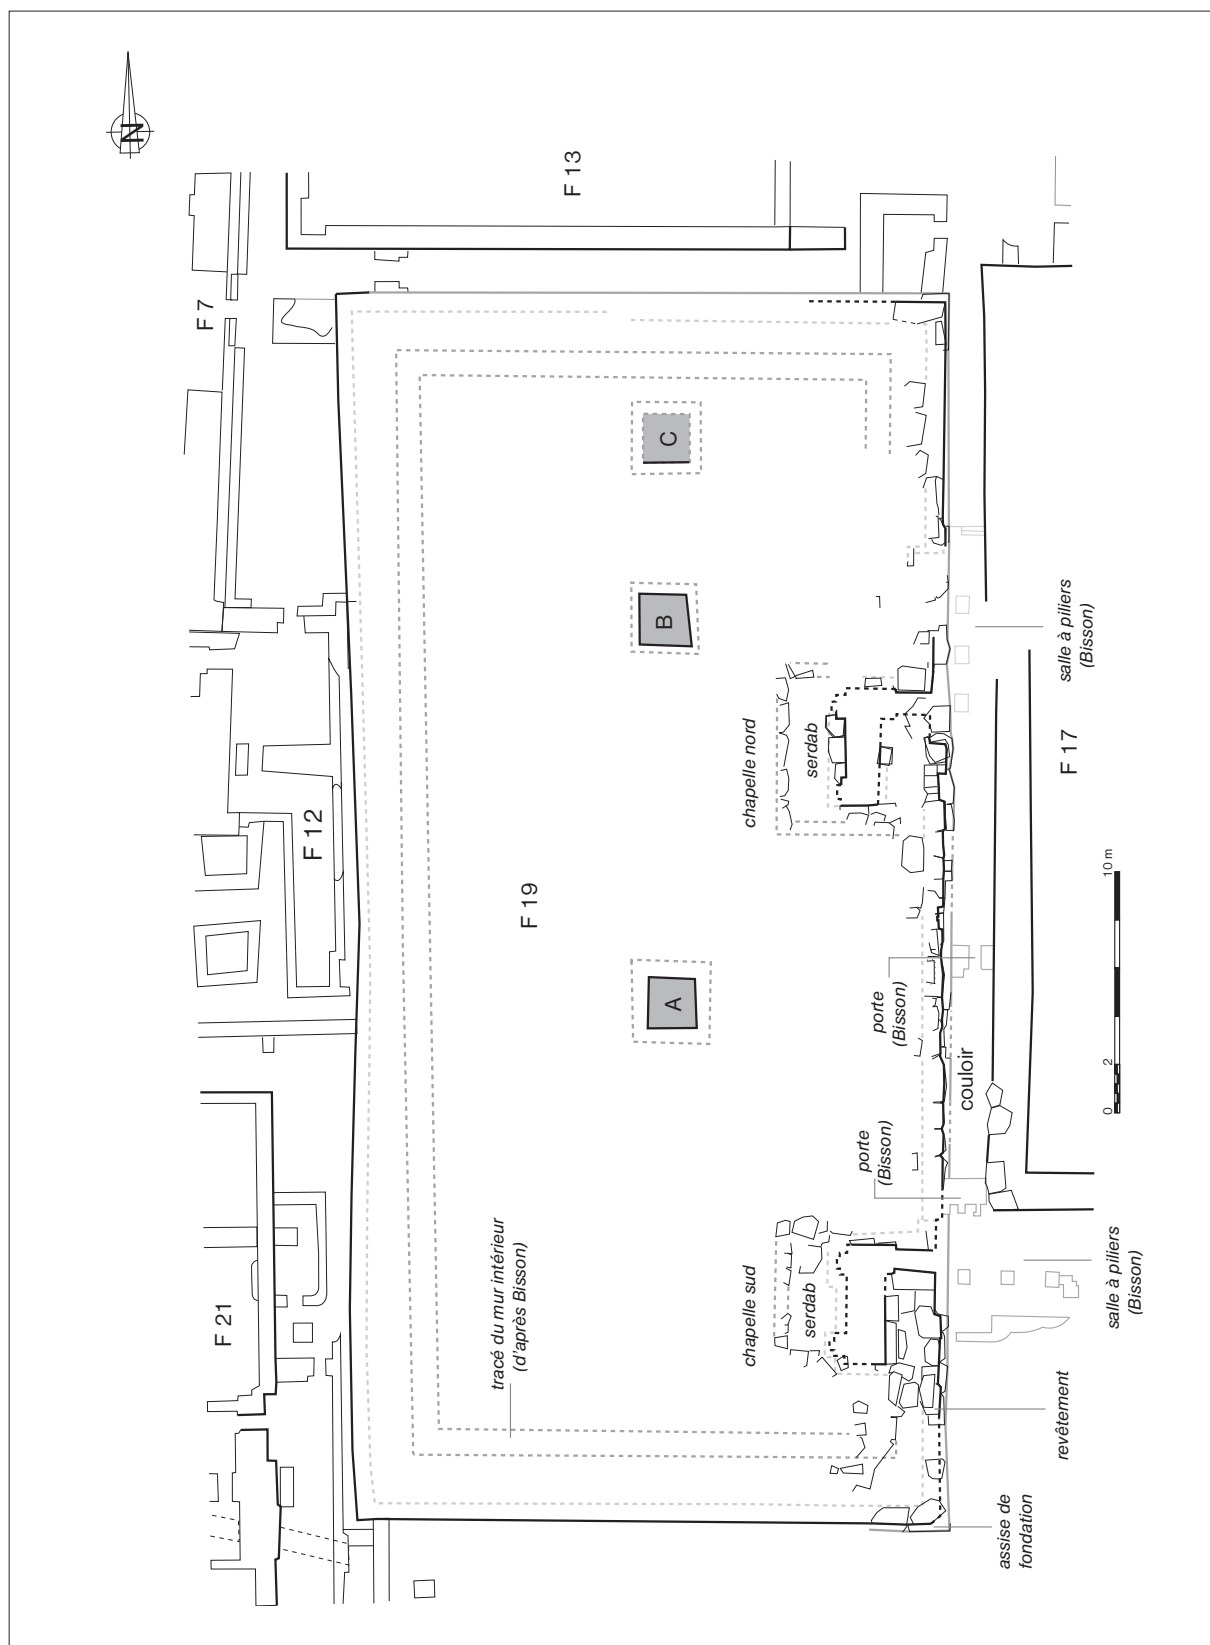 N
F 7
F 13
F 12
F 21
F 19
C
B
A
chapelle nord
serdab
salle à piliers
(Bisson)
F 17
porte
(Bisson)
couloir
porte
(Bisson)
0
2
10 m
tracé du mur intérieur
(d'après Bisson)
chapelle sud
serdab
salle à piliers
(Bisson)
revêtement
assise de
fondation